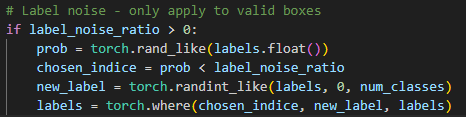 # Label noise - only apply to valid boxes
if label_noise_ratio > 0:
    prob = torch.rand_like(labels.float())
    chosen_indice = prob < label_noise_ratio
    new_label = torch.randint_like(labels, 0, num_classes)
    labels = torch.where(chosen_indice, new_label, labels)